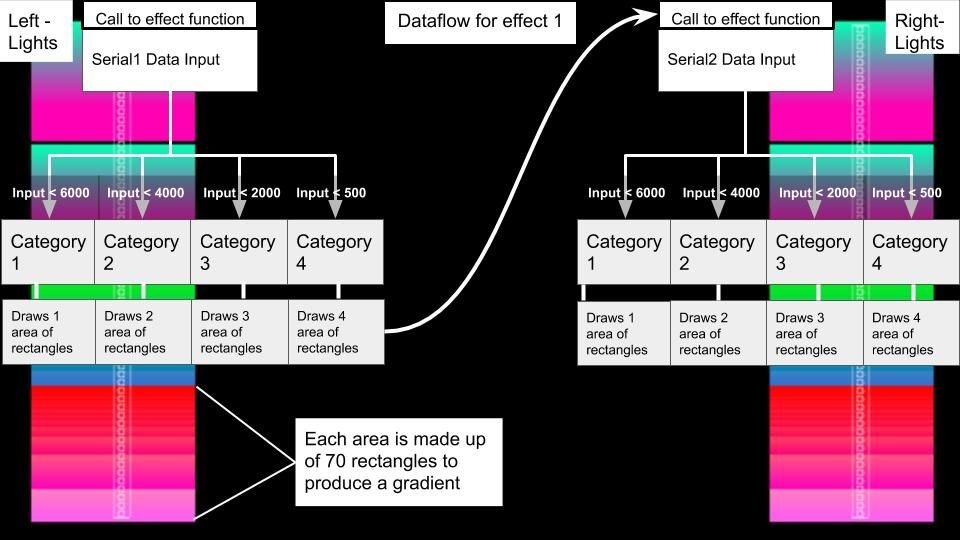 Left -
Lights
Call to effect function
Serial1 Data Input
Dataflow for effect 1
Call to effect function
Serial2 Data Input
Right-
Lights
Input < 6000
Input < 4000
Input < 2000
Input < 500
Input < 6000
Input < 4000
Input < 2000
Input < 500
Category
1
Category
2
Category
3
Category
4
Category
1
Category
2
Category
3
Category
4
Draws 1
area of
rectangles
Draws 2
area of
rectangles
Draws 3
area of
rectangles
Draws 4
area of
rectangles
Draws 1
area of
rectangles
Draws 2
area of
rectangles
Draws 3
area of
rectangles
Draws 4
area of
rectangles
Each area is made up
of 70 rectangles to
produce a gradient